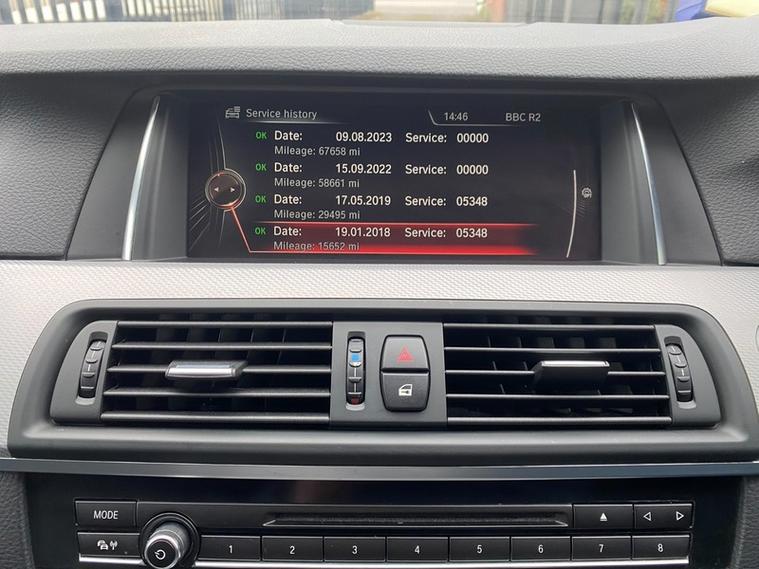 Service history 14:46 BBC R2
OK Date: 09.08.2023 Service: 00000
Mileage: 67658 mi
OK Date: 15.09.2022 Service: 00000
Mileage: 58661 mi
OK Date: 17.05.2019 Service: 05348
Mileage: 29495 mi
OK Date: 19.01.2018 Service: 05348
Mileage: 15652 mi
MODE
1 2 3 4 5 6 7 8